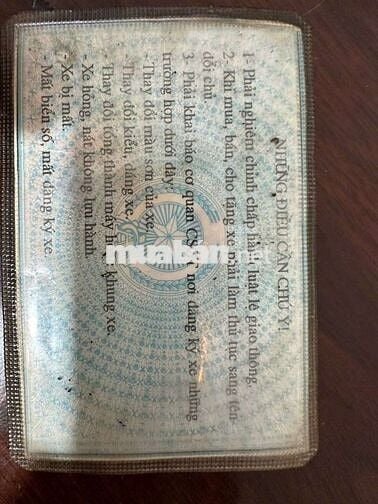 NHỮNG ĐIỀU CẦN CHÚ Ý!
1- Phải nghiêm chỉnh chấp hành luật lệ giao thông.
2. Khi mua, bán, cho tặng xe phải làm thủ tục sang tên
đổi chủ.
3. Phải khai báo cơ quan CSGT nơi đăng ký xe những
trường hợp dưới đây:
- Thay đổi màu sơn của xe.
- Thay đổi kiểu, dáng xe.
- Thay đổi tổng thành máy khung xe.
- Xe hỏng, nát không lưu hành.
- Xe bị mất.
- Mất biển số, mất đăng ký xe.
muaban.net